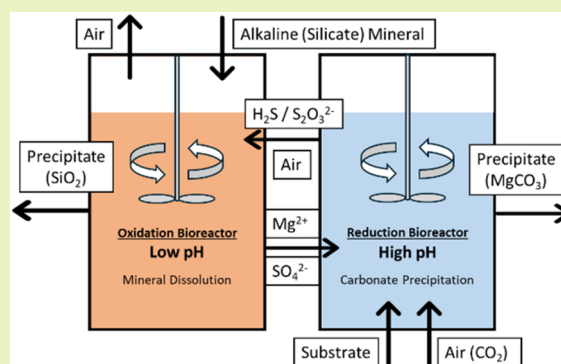 Air
Alkaline (Silicate) Mineral
H₂S / S₂O₃²⁻
Precipitate
(SiO₂)
Air
Precipitate
(MgCO₃)
Oxidation Bioreactor
Low pH
Mineral Dissolution
Mg²⁺
SO₄²⁻
Reduction Bioreactor
High pH
Carbonate Precipitation
Substrate
Air (CO₂)